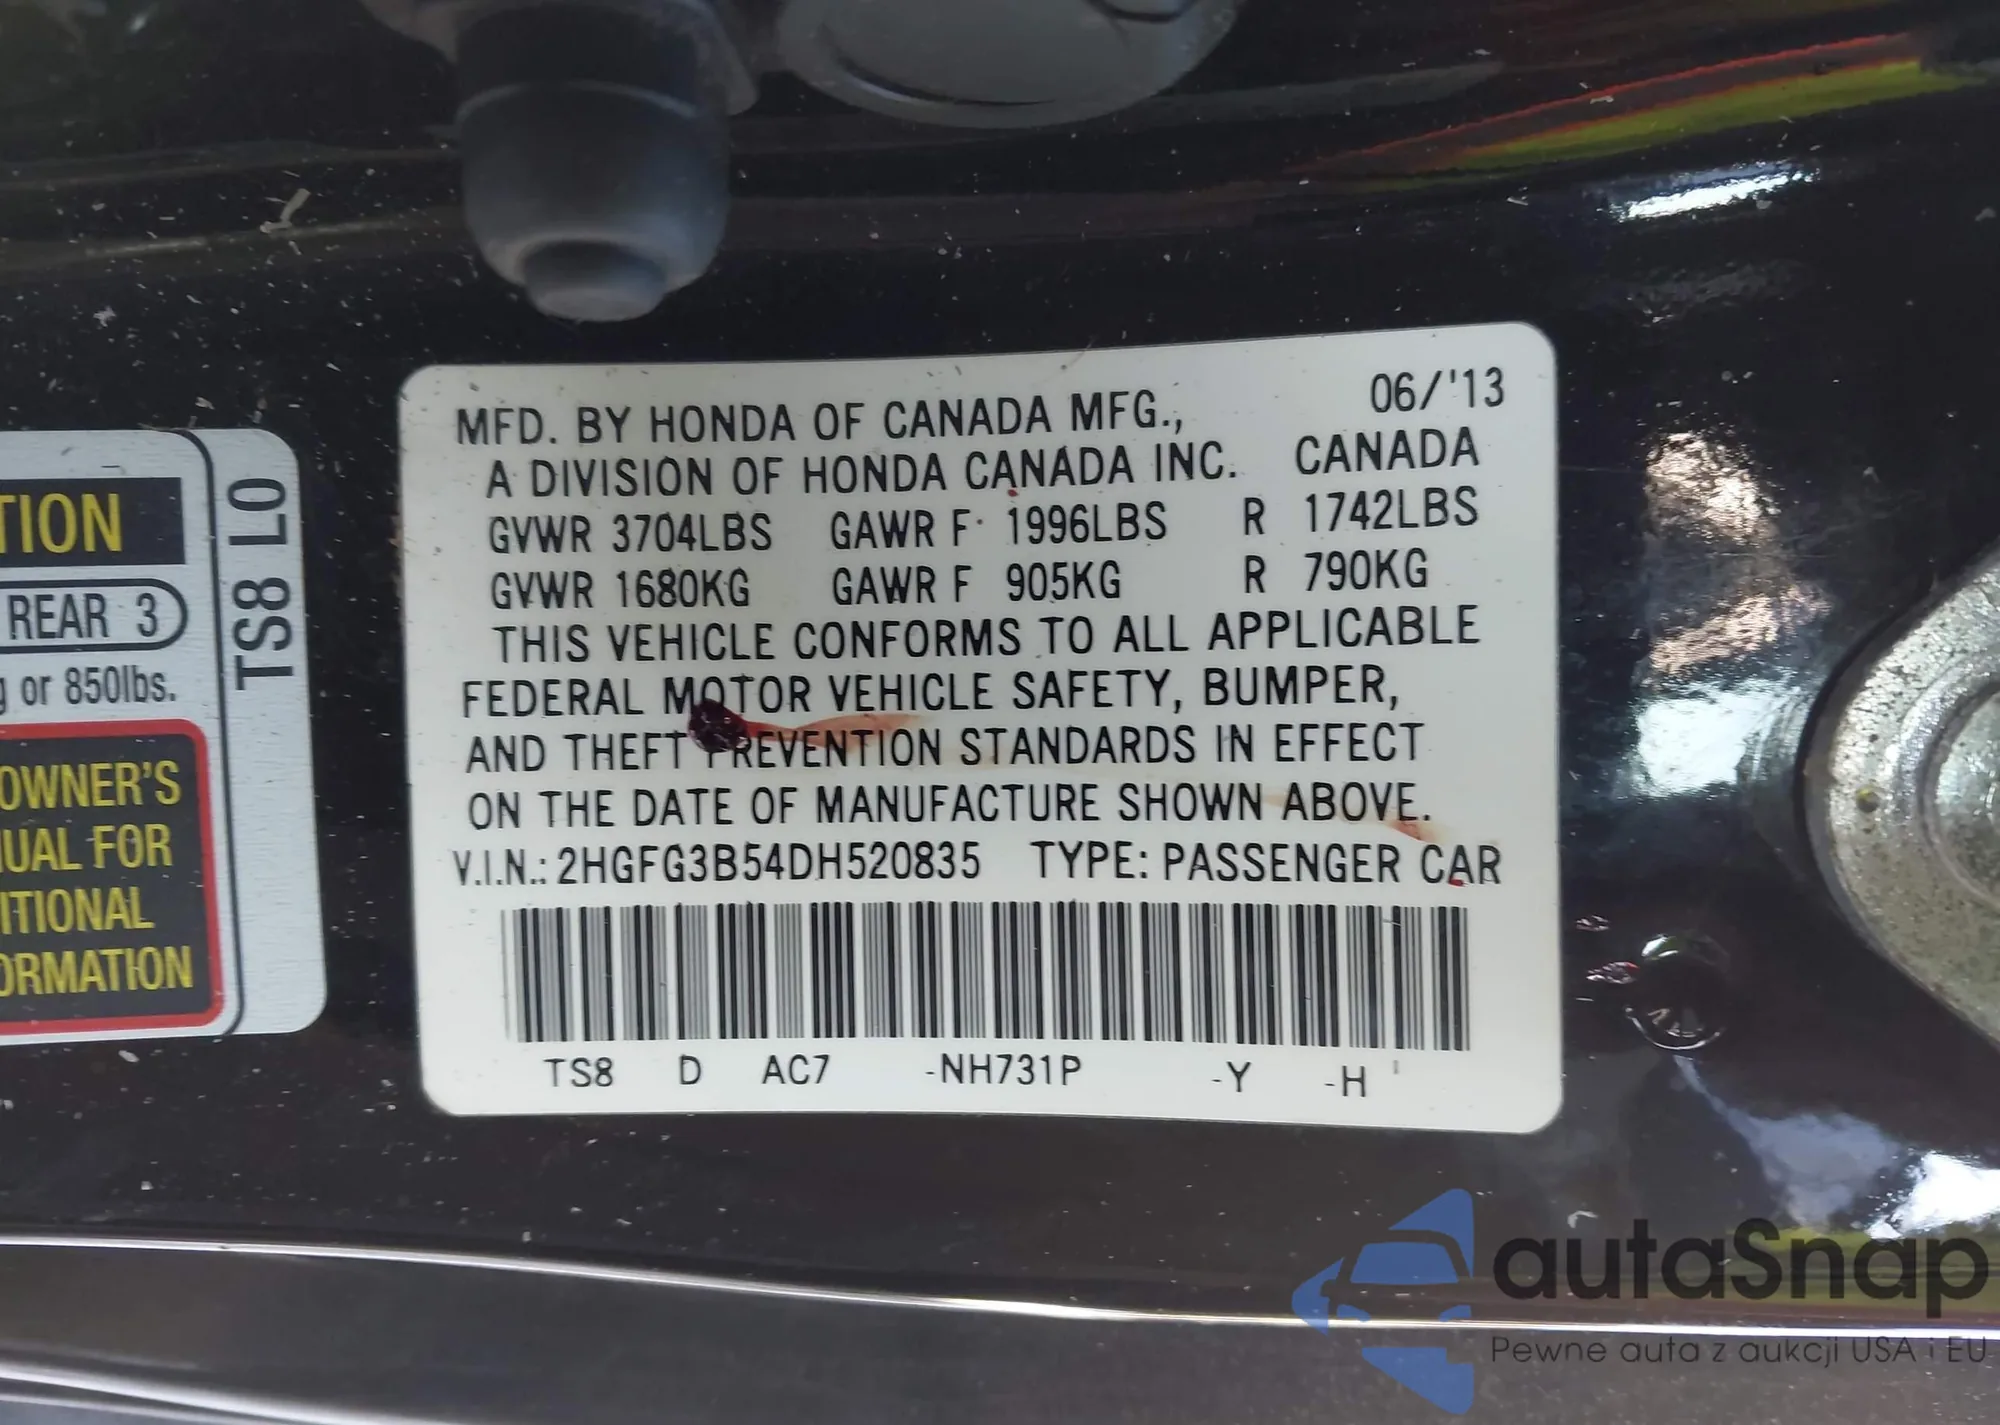 06/'13
MFD. BY HONDA OF CANADA MFG.,
A DIVISION OF HONDA CANADA INC. CANADA
GVWR 3704LBS GAWR F 1996LBS R 1742LBS
GVWR 1680KG GAWR F 905KG R 790KG
THIS VEHICLE CONFORMS TO ALL APPLICABLE
FEDERAL MOTOR VEHICLE SAFETY, BUMPER,
AND THEFT PREVENTION STANDARDS IN EFFECT
ON THE DATE OF MANUFACTURE SHOWN ABOVE.
V.I.N.: 2HGFG3B54DH520835 TYPE: PASSENGER CAR
TS8 D AC7 -NH731P -Y -H
TION
REAR 3
g or 850lbs.
OWNER'S
UAL FOR
ITIONAL
ORMATION
TS8 L0
autaSnap
Pewne auta z aukcji USA i EU